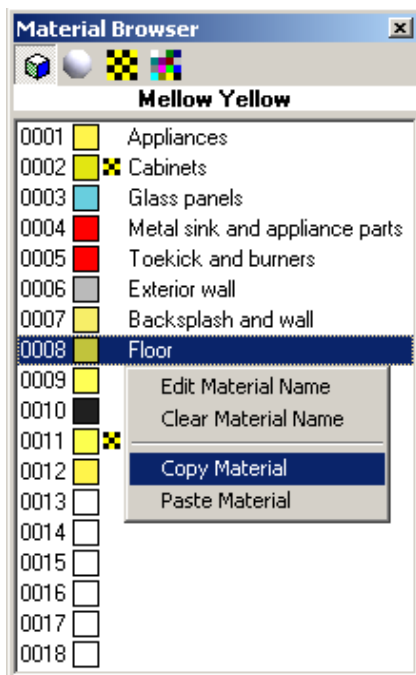 Material Browser
Mellow Yellow
0001 Appliances
0002 Cabinets
0003 Glass panels
0004 Metal sink and appliance parts
0005 Toekick and burners
0006 Exterior wall
0007 Backsplash and wall
0008 Floor
0009
Edit Material Name
0010
Clear Material Name
0011
0012
Copy Material
0013
Paste Material
0014
0015
0016
0017
0018